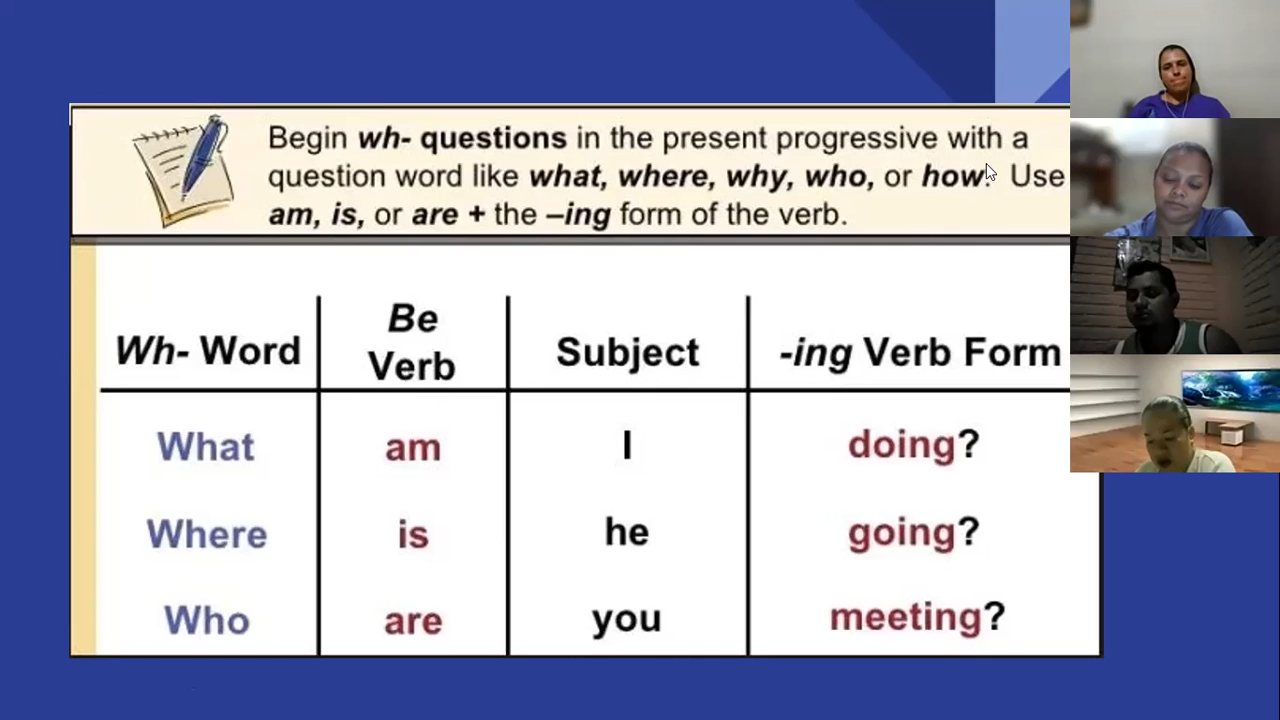 Begin wh- questions in the present progressive with a
question word like what, where, why, who, or how. Use
am, is, or are + the –ing form of the verb.
Wh- Word Be Verb Subject -ing Verb Form
What am I doing?
Where is he going?
Who are you meeting?